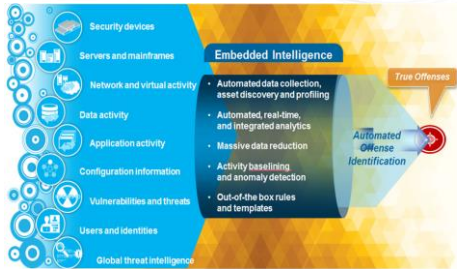 Security devices
Servers and mainframes
Network and virtual activity
Data activity
Application activity
Configuration information
Vulnerabilities and threats
Users and identities
Global threat intelligence
Embedded Intelligence
• Automated data collection,
asset discovery and profiling
• Automated, real-time,
and integrated analytics
• Massive data reduction
• Activity baselining
and anomaly detection
• Out-of-the box rules
and templates
Automated
Offense
Identification
True Offenses